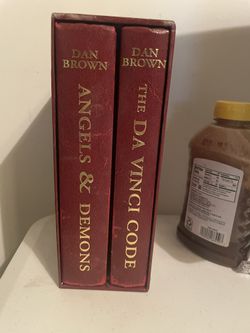 DAN
BROWN
ANGELS & DEMONS
DAN
BROWN
THE DA VINCI CODE